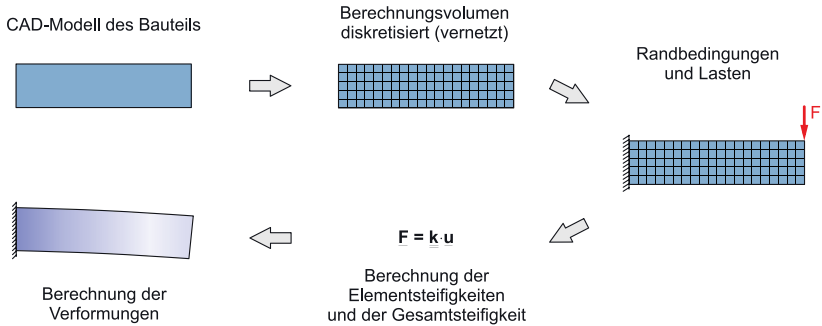 CAD-Modell des Bauteils
Berechnungsvolumen
diskretisiert (vernetzt)
Randbedingungen
und Lasten
F
F = k·u
Berechnung der
Elementsteifigkeiten
und der Gesamtsteifigkeit
Berechnung der
Verformungen